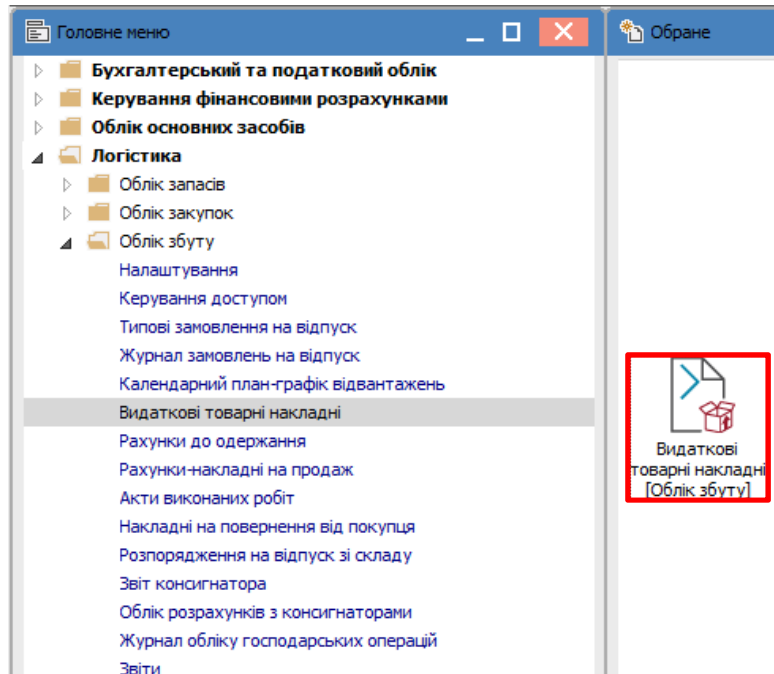 Головне меню
Бухгалтерський та податковий облік
Керування фінансовими розрахунками
Облік основних засобів
Логістика
Облік запасів
Облік закупок
Облік збуту
Налаштування
Керування доступом
Типові замовлення на відпуск
Журнал замовлень на відпуск
Календарний план-графік відвантажень
Видаткові товарні накладні
Рахунки до одержання
Рахунки-накладні на продаж
Акти виконаних робіт
Накладні на повернення від покупця
Розпорядження на відпуск зі складу
Звіт консигнатора
Облік розрахунків з консигнаторами
Журнал обліку господарських операцій
Звіти
Обране
Видаткові
товарні накладні
[Облік збуту]